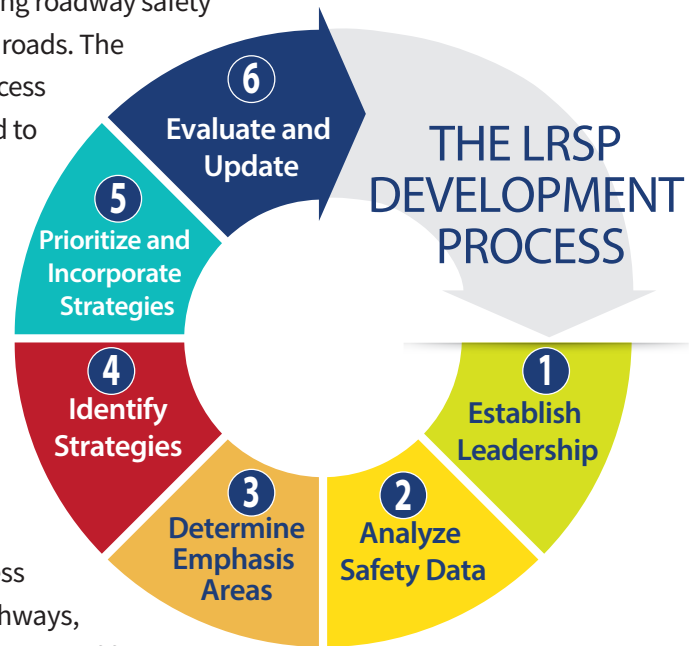 ng roadway safety
roads. The
cess
d to
THE LRSP
DEVELOPMENT
PROCESS
1
Establish
Leadership
2
Analyze
Safety Data
3
Determine
Emphasis
Areas
4
Identify
Strategies
5
Prioritize and
Incorporate
Strategies
6
Evaluate and
Update
ess
hways,